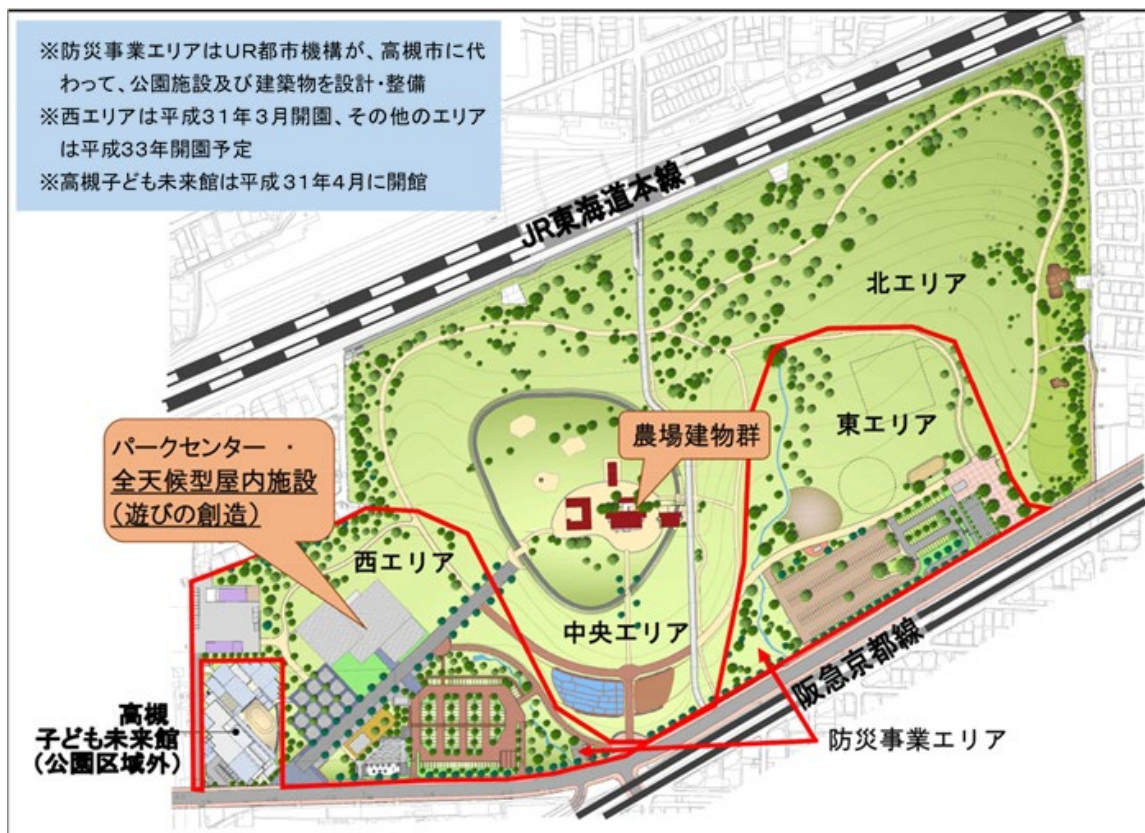 ※防災事業エリアはUR都市機構が、高槻市に代
わって、公園施設及び建築物を設計・整備
※西エリアは平成31年3月開園、その他のエリア
は平成33年開園予定
※高槻子ども未来館は平成31年4月に開館
JR東海道本線
北エリア
東エリア
農場建物群
パークセンター ・
全天候型屋内施設
（遊びの創造）
西エリア
中央エリア
阪急京都線
高槻
子ども未来館
（公園区域外）
防災事業エリア